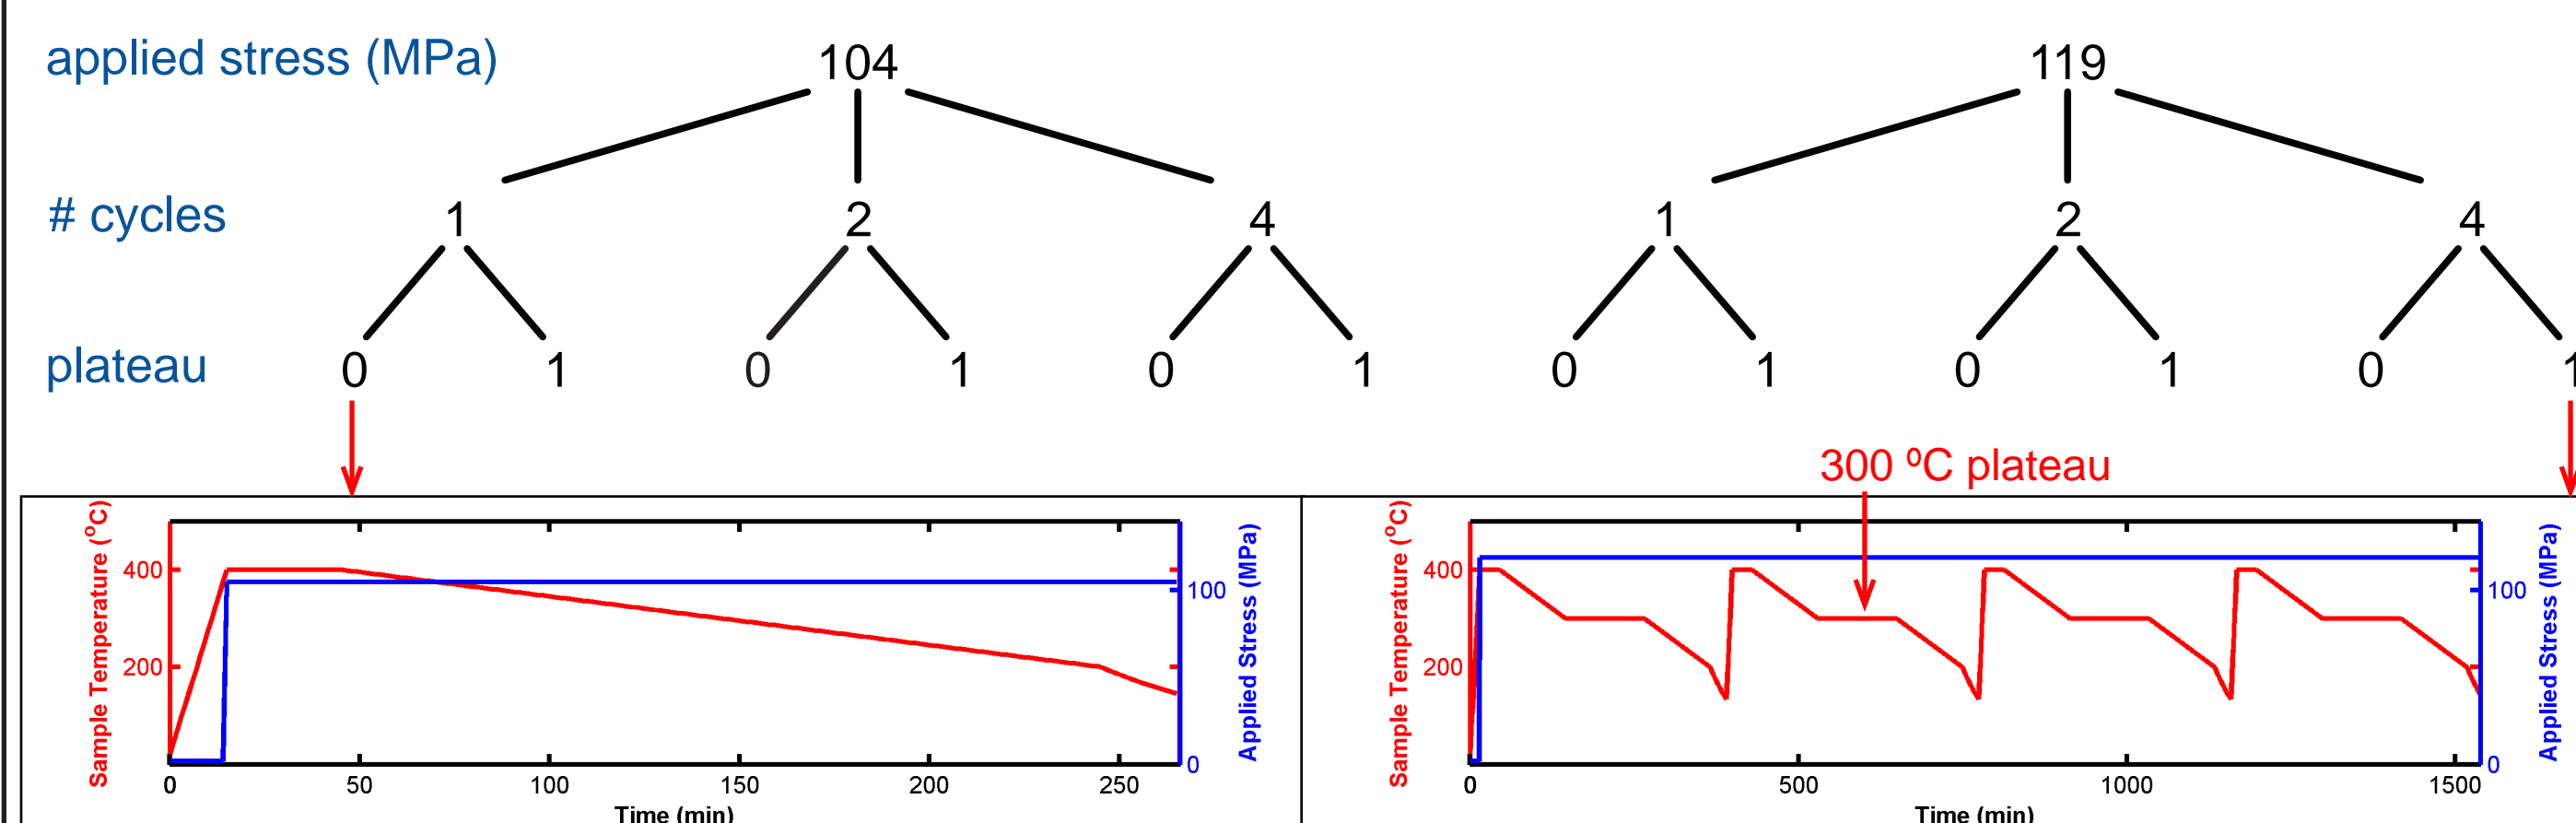 applied stress (MPa) 104 119
# cycles 1 2 4 1 2 4
plateau 0 1 0 1 0 1 0 1 0 1 0 1
300 ºC plateau
Sample Temperature (°C)
400
200
0 50 100 150 200 250
Time (min)
100
0
Applied Stress (MPa)
Sample Temperature (°C)
400
200
0 500 1000 1500
Time (min)
100
0
Applied Stress (MPa)